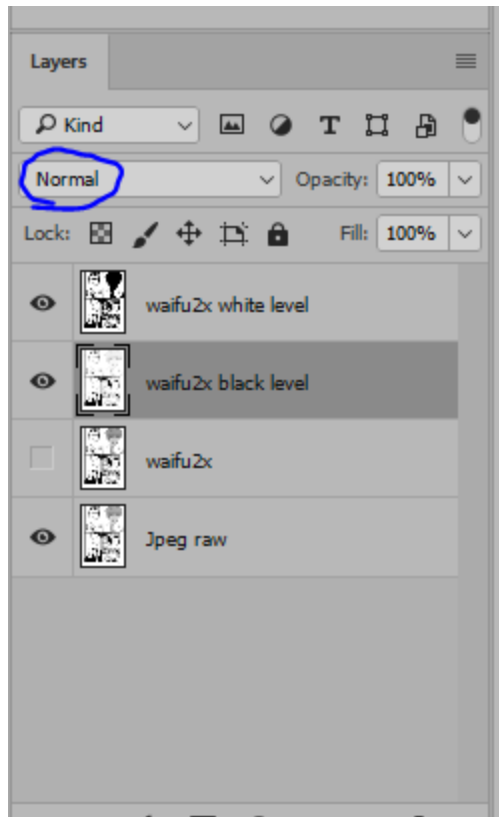 Layers
Kind
Normal Opacity: 100%
Lock: Fill: 100%
waifu2x white level
waifu2x black level
waifu2x
Jpeg raw